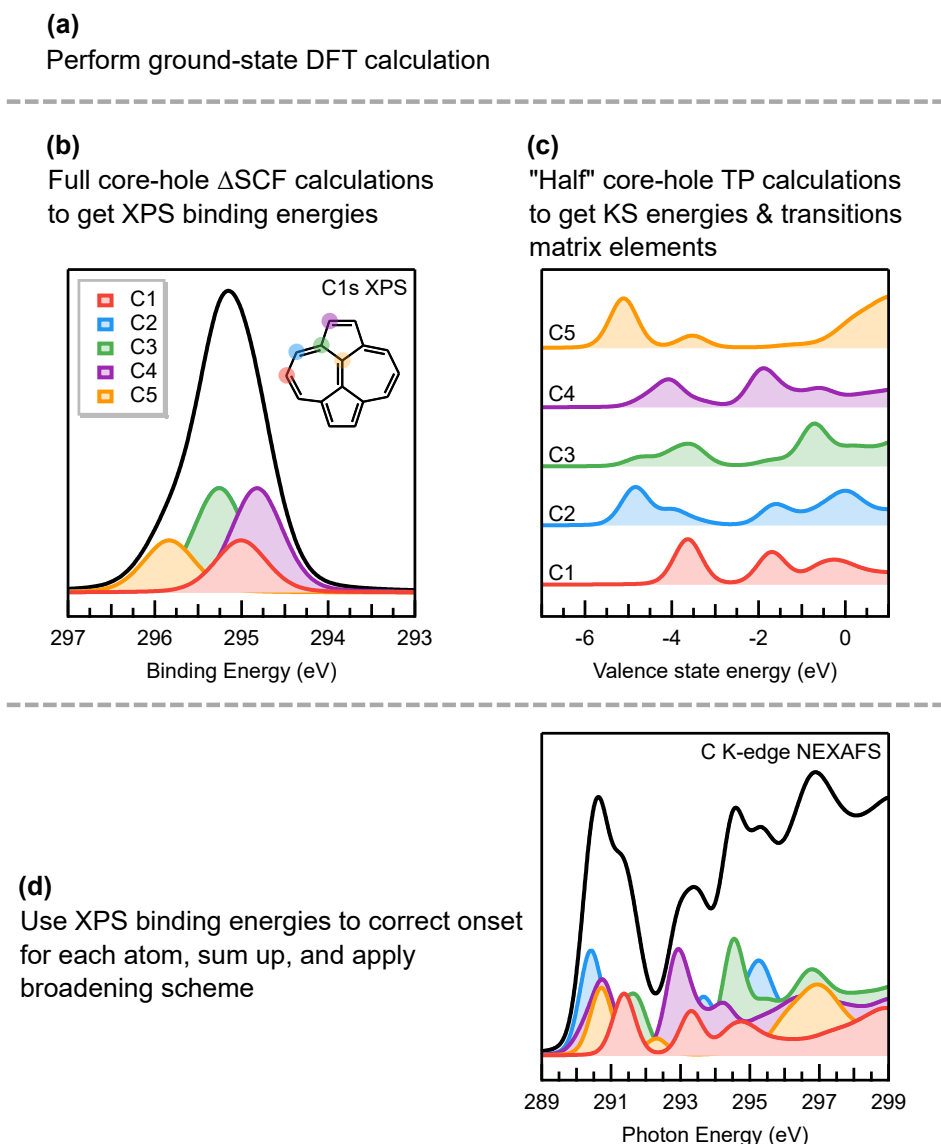 (a)
Perform ground-state DFT calculation
(b)
Full core-hole ΔSCF calculations
to get XPS binding energies
C1s XPS
C1
C2
C3
C4
C5
297 296 295 294 293
Binding Energy (eV)
(c)
"Half" core-hole TP calculations
to get KS energies & transitions
matrix elements
C5
C4
C3
C2
C1
-6 -4 -2 0
Valence state energy (eV)
(d)
Use XPS binding energies to correct onset
for each atom, sum up, and apply
broadening scheme
C K-edge NEXAFS
289 291 293 295 297 299
Photon Energy (eV)